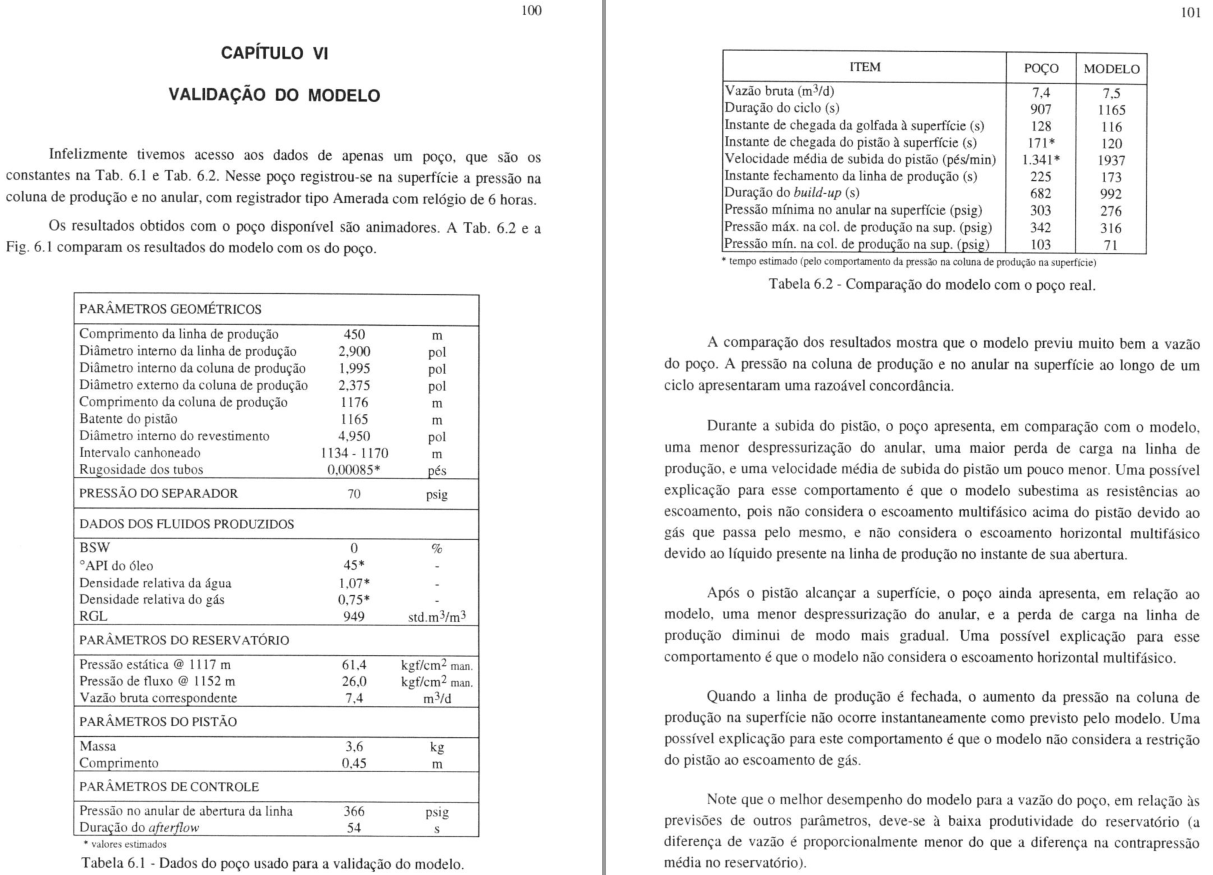 100
CAPÍTULO VI
VALIDAÇÃO DO MODELO
Infelizmente tivemos acesso aos dados de apenas um poço, que são os
constantes na Tab. 6.1 e Tab. 6.2. Nesse poço registrou-se na superfície a pressão na
coluna de produção e no anular, com registrador tipo Amerada com relógio de 6 horas.
Os resultados obtidos com o poço disponível são animadores. A Tab. 6.2 e a
Fig. 6.1 comparam os resultados do modelo com os do poço.
PARÂMETROS GEOMÉTRICOS
Comprimento da linha de produção 450 m
Diâmetro interno da linha de produção 2,900 pol
Diâmetro interno da coluna de produção 1,995 pol
Diâmetro externo da coluna de produção 2,375 pol
Comprimento da coluna de produção 1176 m
Batente do pistão 1165 m
Diâmetro interno do revestimento 4,950 pol
Intervalo canhoneado 1134 - 1170 m
Rugosidade dos tubos 0,00085* pés
PRESSÃO DO SEPARADOR 70 psig
DADOS DOS FLUIDOS PRODUZIDOS
BSW 0 %
°API do óleo 45* -
Densidade relativa da água 1,07* -
Densidade relativa do gás 0,75* -
RGL 949 std.m³/m³
PARÂMETROS DO RESERVATÓRIO
Pressão estática @ 1117 m 61,4 kgf/cm² man.
Pressão de fluxo @ 1152 m 26,0 kgf/cm² man.
Vazão bruta correspondente 7,4 m³/d
PARÂMETROS DO PISTÃO
Massa 3,6 kg
Comprimento 0,45 m
PARÂMETROS DE CONTROLE
Pressão no anular de abertura da linha 366 psig
Duração do afterflow 54 s
* valores estimados
Tabela 6.1 - Dados do poço usado para a validação do modelo.
101
ITEM POÇO MODELO
Vazão bruta (m³/d) 7,4 7,5
Duração do ciclo (s) 907 1165
Instante de chegada da golfada à superfície (s) 128 116
Instante de chegada do pistão à superfície (s) 171* 120
Velocidade média de subida do pistão (pés/min) 1.341* 1937
Instante fechamento da linha de produção (s) 225 173
Duração do build-up (s) 682 992
Pressão mínima no anular na superfície (psig) 303 276
Pressão máx. na col. de produção na sup. (psig) 342 316
Pressão mín. na col. de produção na sup. (psig) 103 71
* tempo estimado (pelo comportamento da pressão na coluna de produção na superfície)
Tabela 6.2 - Comparação do modelo com o poço real.
A comparação dos resultados mostra que o modelo previu muito bem a vazão
do poço. A pressão na coluna de produção e no anular na superfície ao longo de um
ciclo apresentaram uma razoável concordância.
Durante a subida do pistão, o poço apresenta, em comparação com o modelo,
uma menor despressurização do anular, uma maior perda de carga na linha de
produção, e uma velocidade média de subida do pistão um pouco menor. Uma possível
explicação para esse comportamento é que o modelo subestima as resistências ao
escoamento, pois não considera o escoamento multifásico acima do pistão devido ao
gás que passa pelo mesmo, e não considera o escoamento horizontal multifásico
devido ao líquido presente na linha de produção no instante de sua abertura.
Após o pistão alcançar a superfície, o poço ainda apresenta, em relação ao
modelo, uma menor despressurização do anular, e a perda de carga na linha de
produção diminui de modo mais gradual. Uma possível explicação para esse
comportamento é que o modelo não considera o escoamento horizontal multifásico.
Quando a linha de produção é fechada, o aumento da pressão na coluna de
produção na superfície não ocorre instantaneamente como previsto pelo modelo. Uma
possível explicação para este comportamento é que o modelo não considera a restrição
do pistão ao escoamento de gás.
Note que o melhor desempenho do modelo para a vazão do poço, em relação às
previsões de outros parâmetros, deve-se à baixa produtividade do reservatório (a
diferença de vazão é proporcionalmente menor do que a diferença na contrapressão
média no reservatório).